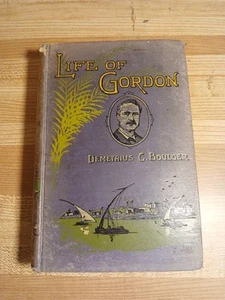 LIFE OF
GORDON
DEMETRIUS C. BOULGER